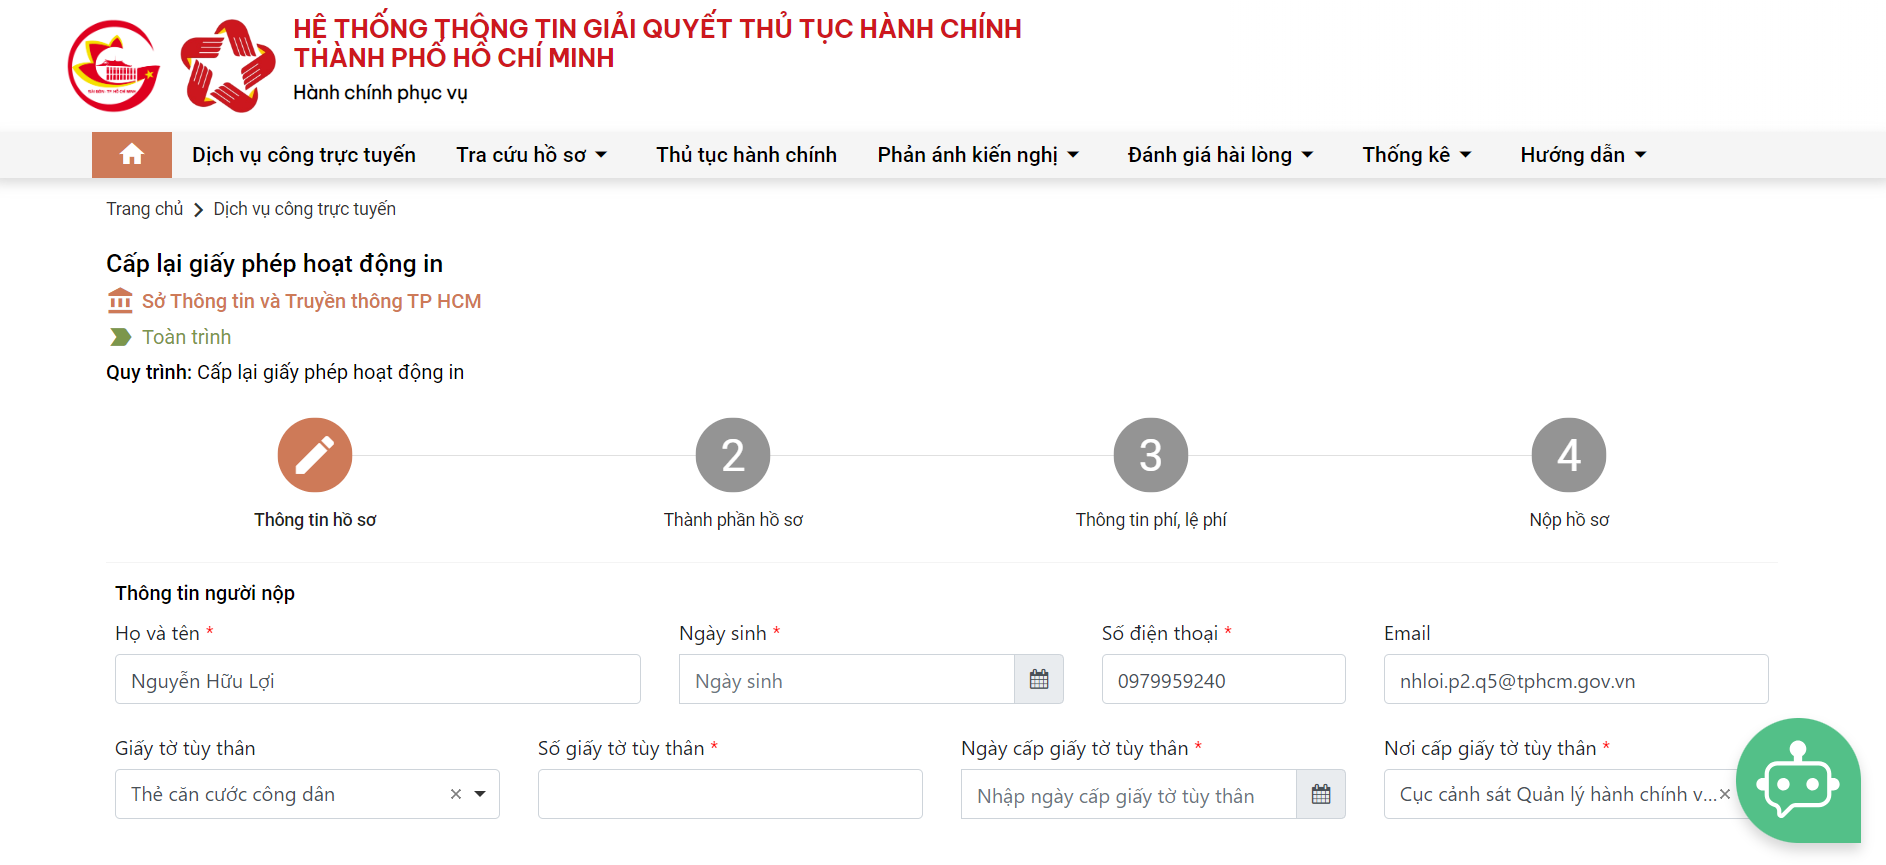 HỆ THỐNG THÔNG TIN GIẢI QUYẾT THỦ TỤC HÀNH CHÍNH
THÀNH PHỐ HỒ CHÍ MINH
Hành chính phục vụ
Dịch vụ công trực tuyến
Tra cứu hồ sơ
Thủ tục hành chính
Phản ánh kiến nghị
Đánh giá hài lòng
Thống kê
Hướng dẫn
Trang chủ
Dịch vụ công trực tuyến
Cấp lại giấy phép hoạt động in
Sở Thông tin và Truyền thông TP HCM
Toàn trình
Quy trình: Cấp lại giấy phép hoạt động in
2
3
4
Thông tin hồ sơ
Thành phần hồ sơ
Thông tin phí, lệ phí
Nộp hồ sơ
Thông tin người nộp
Họ và tên *
Ngày sinh *
Số điện thoại *
Email
Nguyễn Hữu Lợi
Ngày sinh
0979959240
nhloi.p2.q5@tphcm.gov.vn
Giấy tờ tùy thân
Số giấy tờ tùy thân *
Ngày cấp giấy tờ tùy thân *
Nơi cấp giấy tờ tùy thân *
Thẻ căn cước công dân
Nhập ngày cấp giấy tờ tùy thân
Cục cảnh sát Quản lý hành chính v...